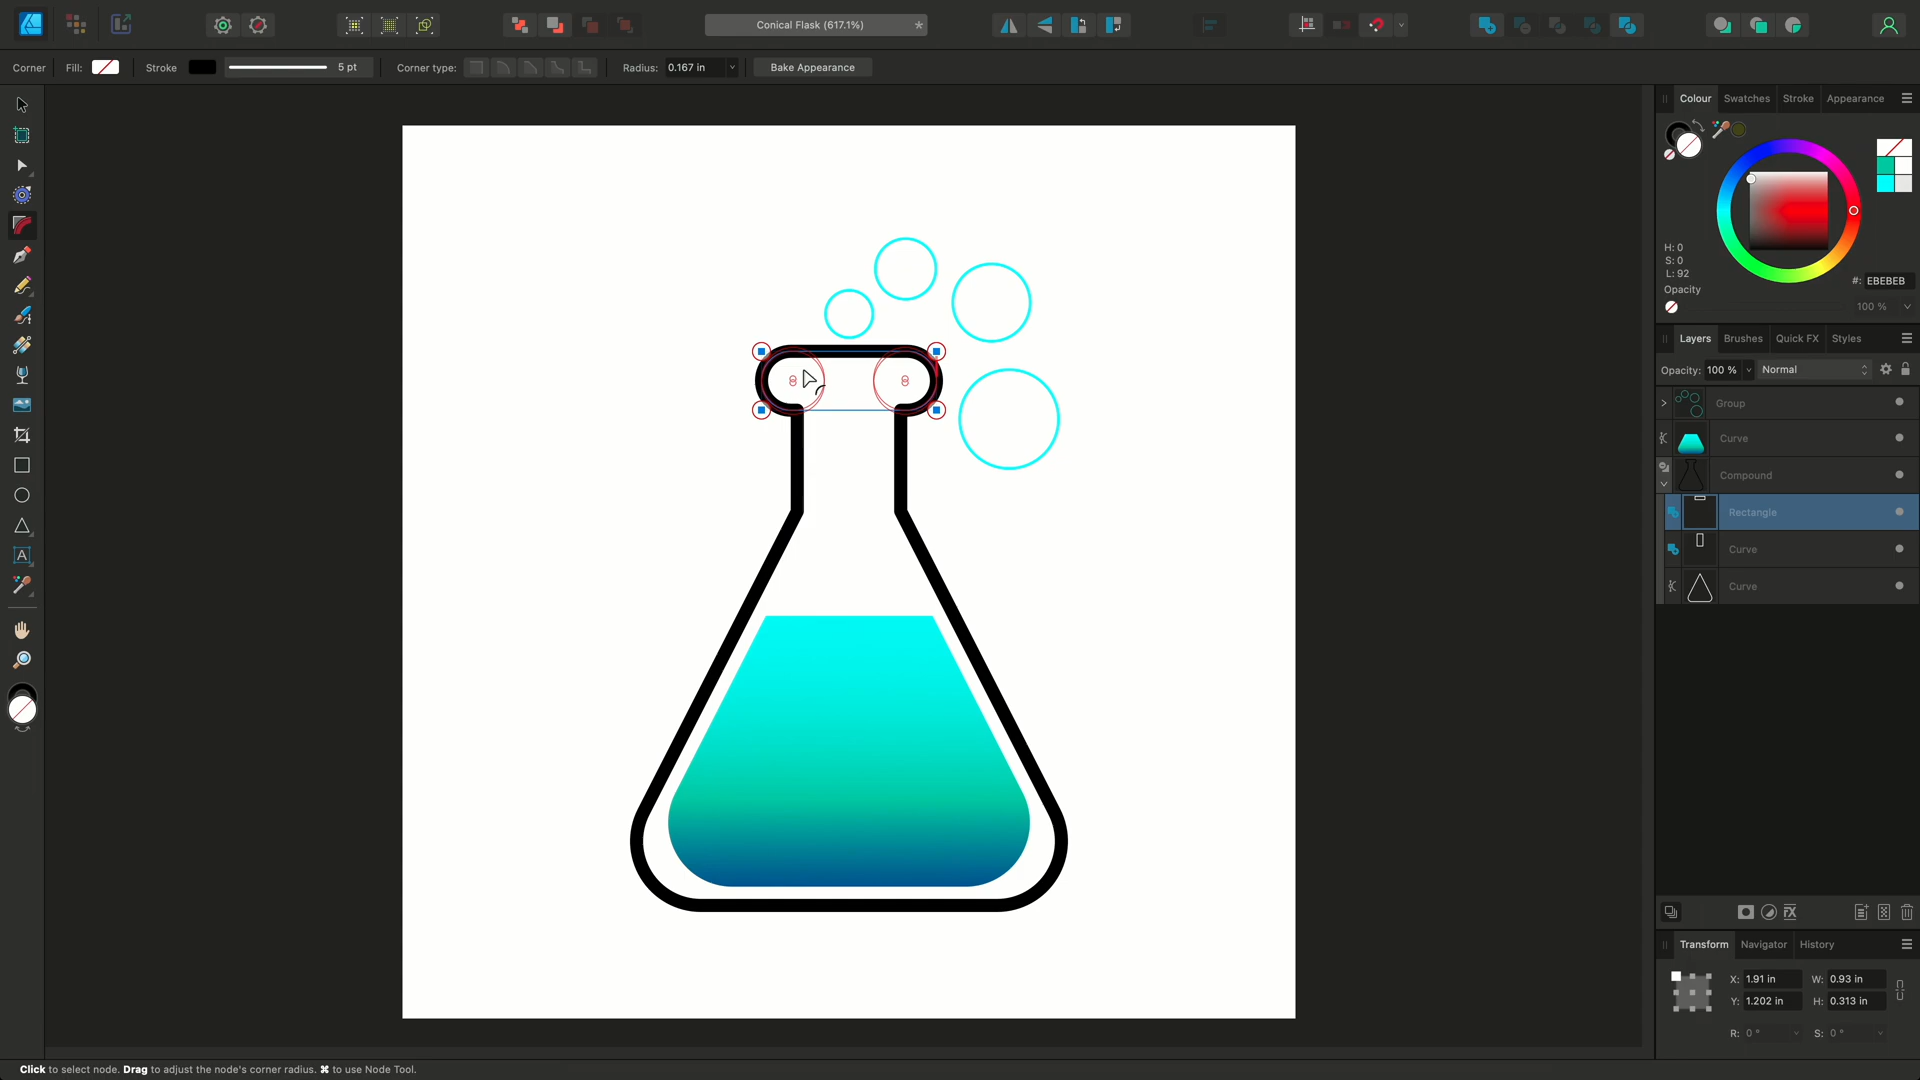 Conical Flask (617.1%)
*
Corner
Fill:
Stroke
5 pt
Corner type:
Radius:
0.167 in
Bake Appearance
Colour
Swatches
Stroke
Appearance
H: 0
S: 0
L: 92
#: EBEBEB
Opacity
100 %
Layers
Brushes
Quick FX
Styles
Opacity: 100 %
Normal
Group
Curve
Compound
Rectangle
Curve
Curve
Transform
Navigator
History
X: 1.91 in
W: 0.93 in
Y: 1.202 in
H: 0.313 in
R: 0 °
S: 0 °
Click to select node. Drag to adjust the node's corner radius. ⌘ to use Node Tool.